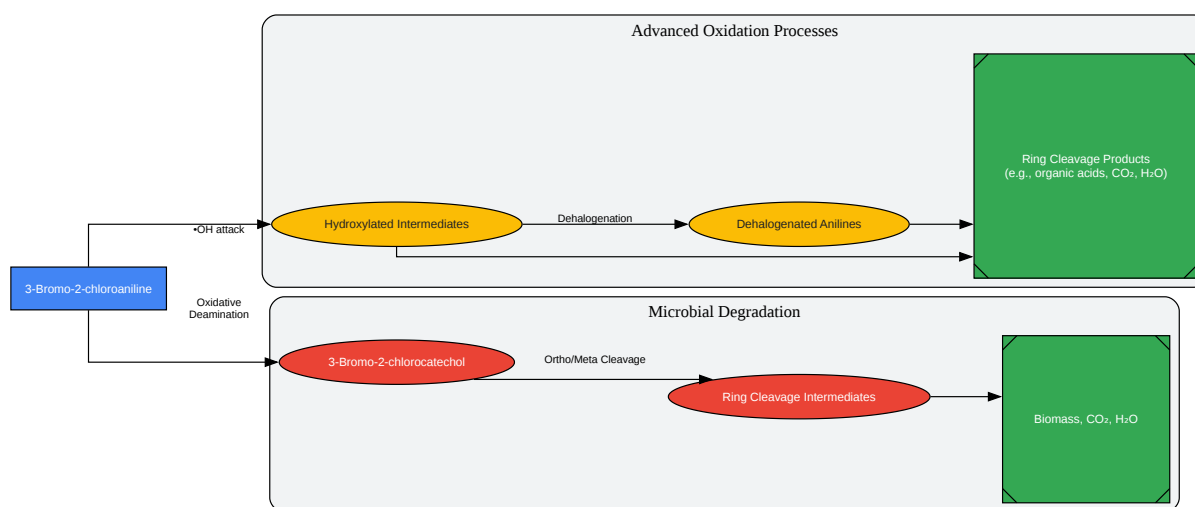 Advanced Oxidation Processes
Ring Cleavage Products
(e.g., organic acids, CO₂, H₂O)
Hydroxylated Intermediates
Dehalogenation
Dehalogenated Anilines
•OH attack
3-Bromo-2-chloroaniline
Oxidative
Deamination
Microbial Degradation
3-Bromo-2-chlorocatechol
Ortho/Meta Cleavage
Ring Cleavage Intermediates
Biomass, CO₂, H₂O